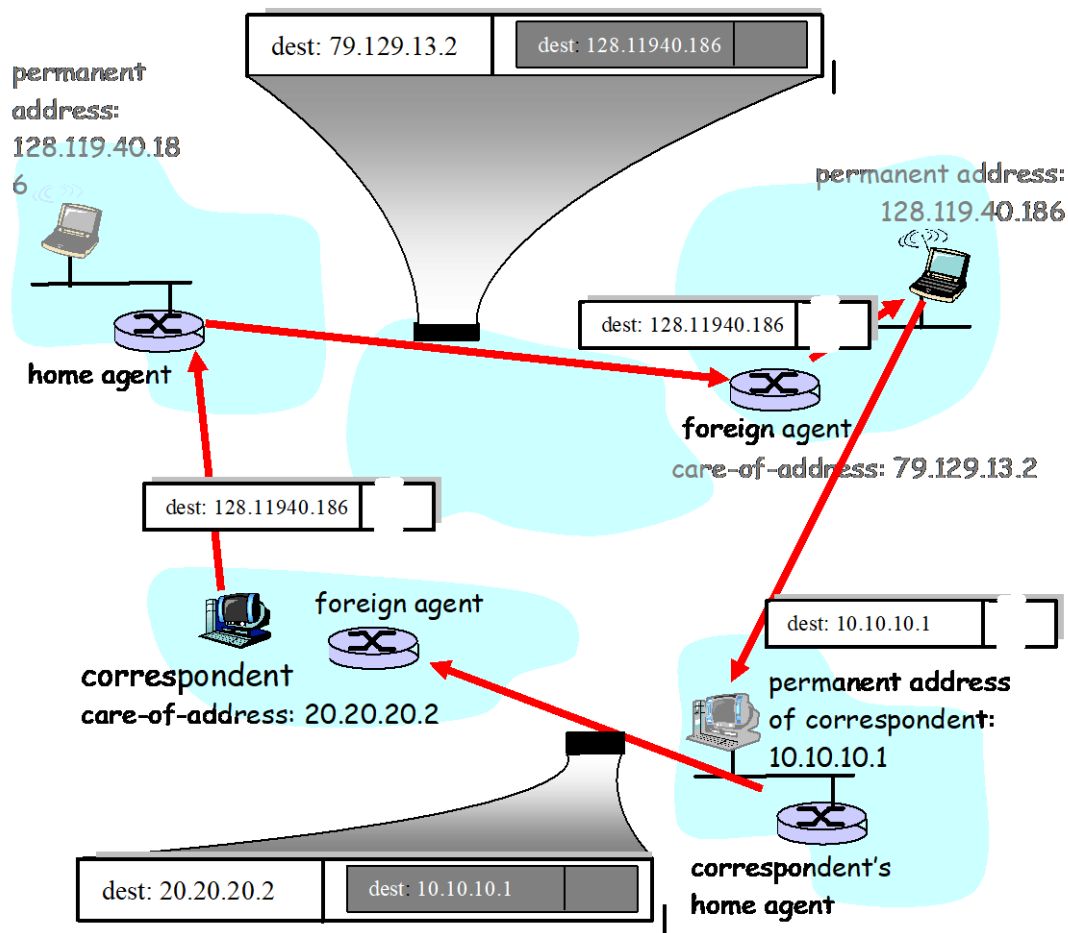 dest: 79.129.13.2
dest: 128.11940.186
permanent
address:
128.119.40.18
6
permanent address:
128.119.40.186
dest: 128.11940.186
home agent
foreign agent
care-of-address: 79.129.13.2
dest: 128.11940.186
foreign agent
correspondent
care-of-address: 20.20.20.2
dest: 10.10.10.1
permanent address
of correspondent:
10.10.10.1
correspondent's
home agent
dest: 20.20.20.2
dest: 10.10.10.1